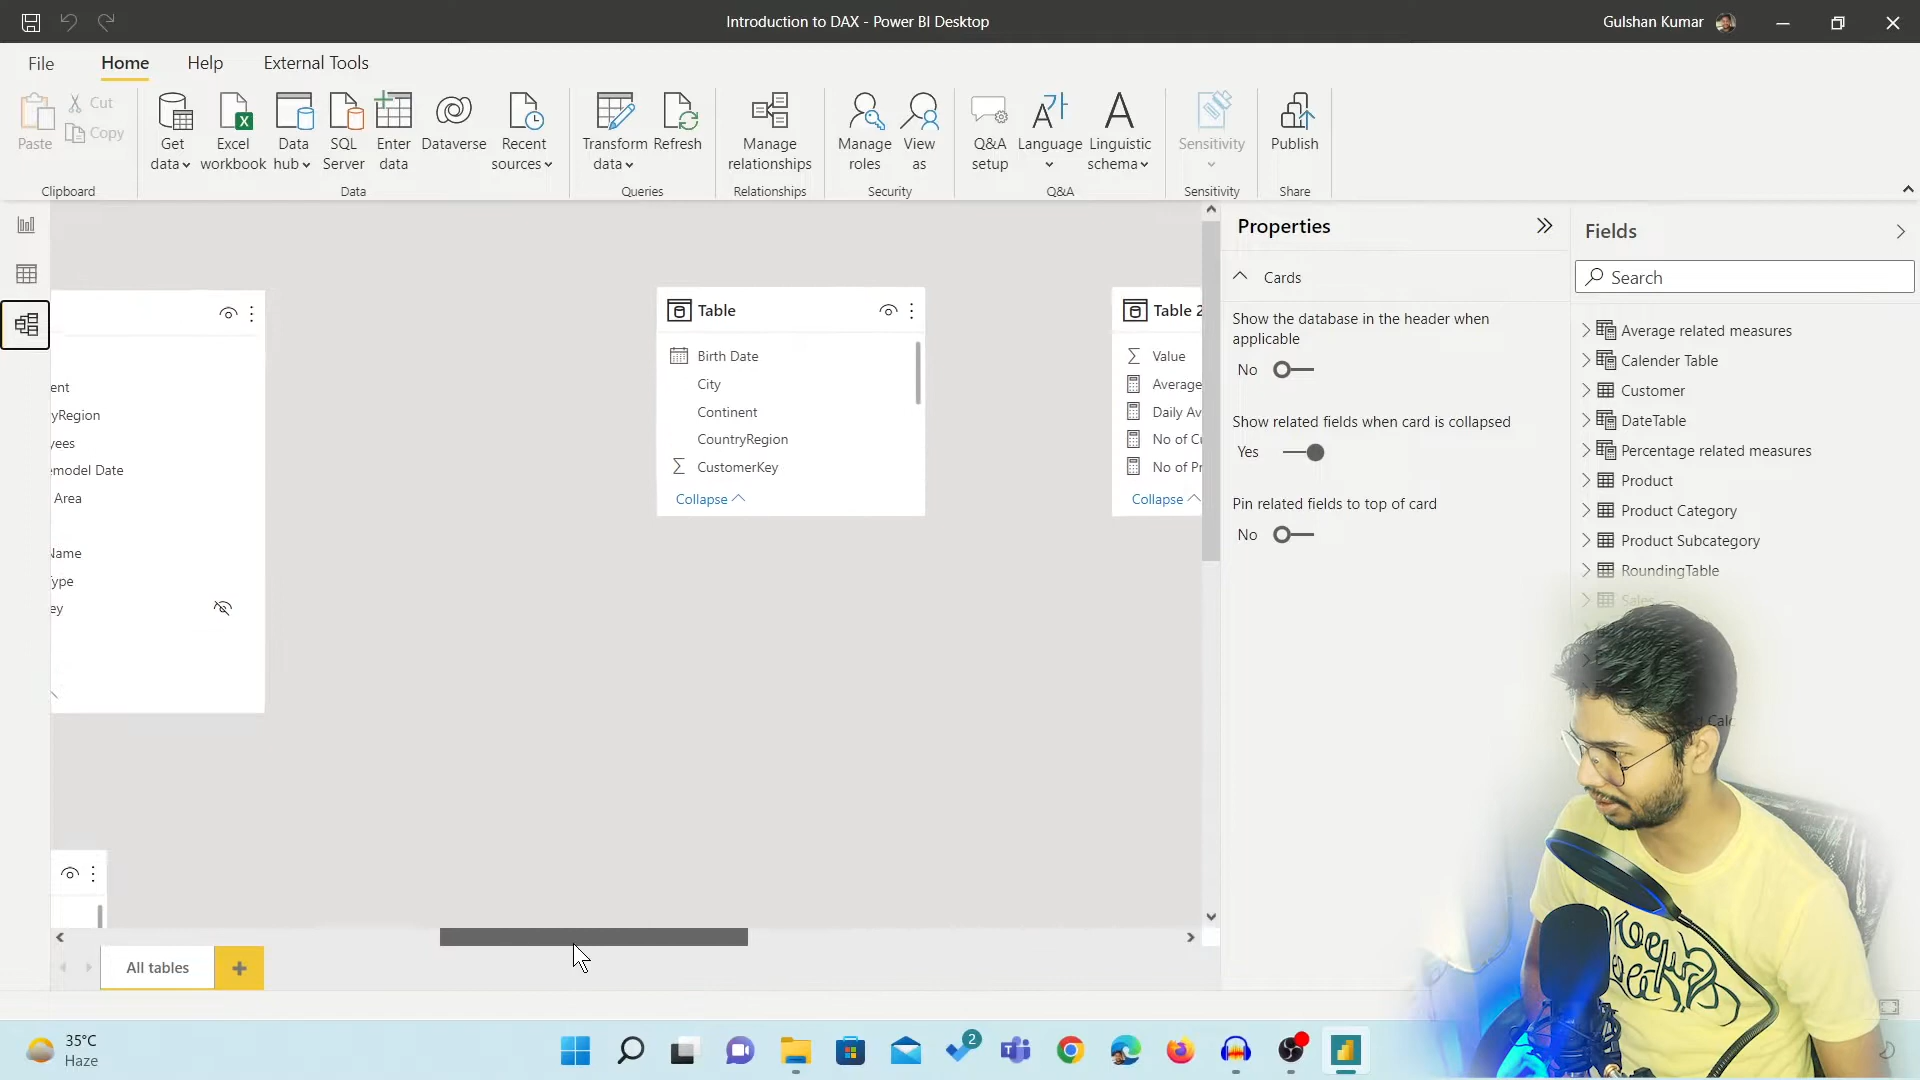 Introduction to DAX - Power BI Desktop
Gulshan Kumar
File
Home
Help
External Tools
Paste
Cut
Copy
Clipboard
Get data
Excel workbook
Data hub
SQL Server
Enter data
Dataverse
Recent sources
Data
Transform data
Refresh
Queries
Manage relationships
Relationships
Manage roles
View as
Security
Q&A setup
Language
Linguistic schema
Q&A
Sensitivity
Sensitivity
Publish
Share
ent
yRegion
yees
emodel Date
Area
Name
ype
ey
Table
Birth Date
City
Continent
CountryRegion
CustomerKey
Collapse
Table 2
Value
Average
Daily Av
No of Cu
No of Pr
Collapse
Properties
Cards
Show the database in the header when
applicable
No
Show related fields when card is collapsed
Yes
Pin related fields to top of card
No
Fields
Search
Average related measures
Calender Table
Customer
DateTable
Percentage related measures
Product
Product Category
Product Subcategory
RoundingTable
Sales
Calc
All tables
35°C
Haze
2